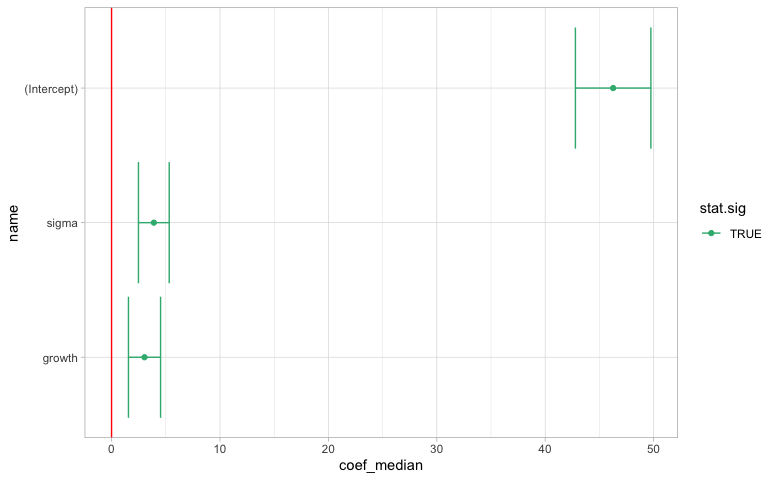 (Intercept)
sigma
growth
name
0 10 20 30 40 50
coef_median
stat.sig
TRUE